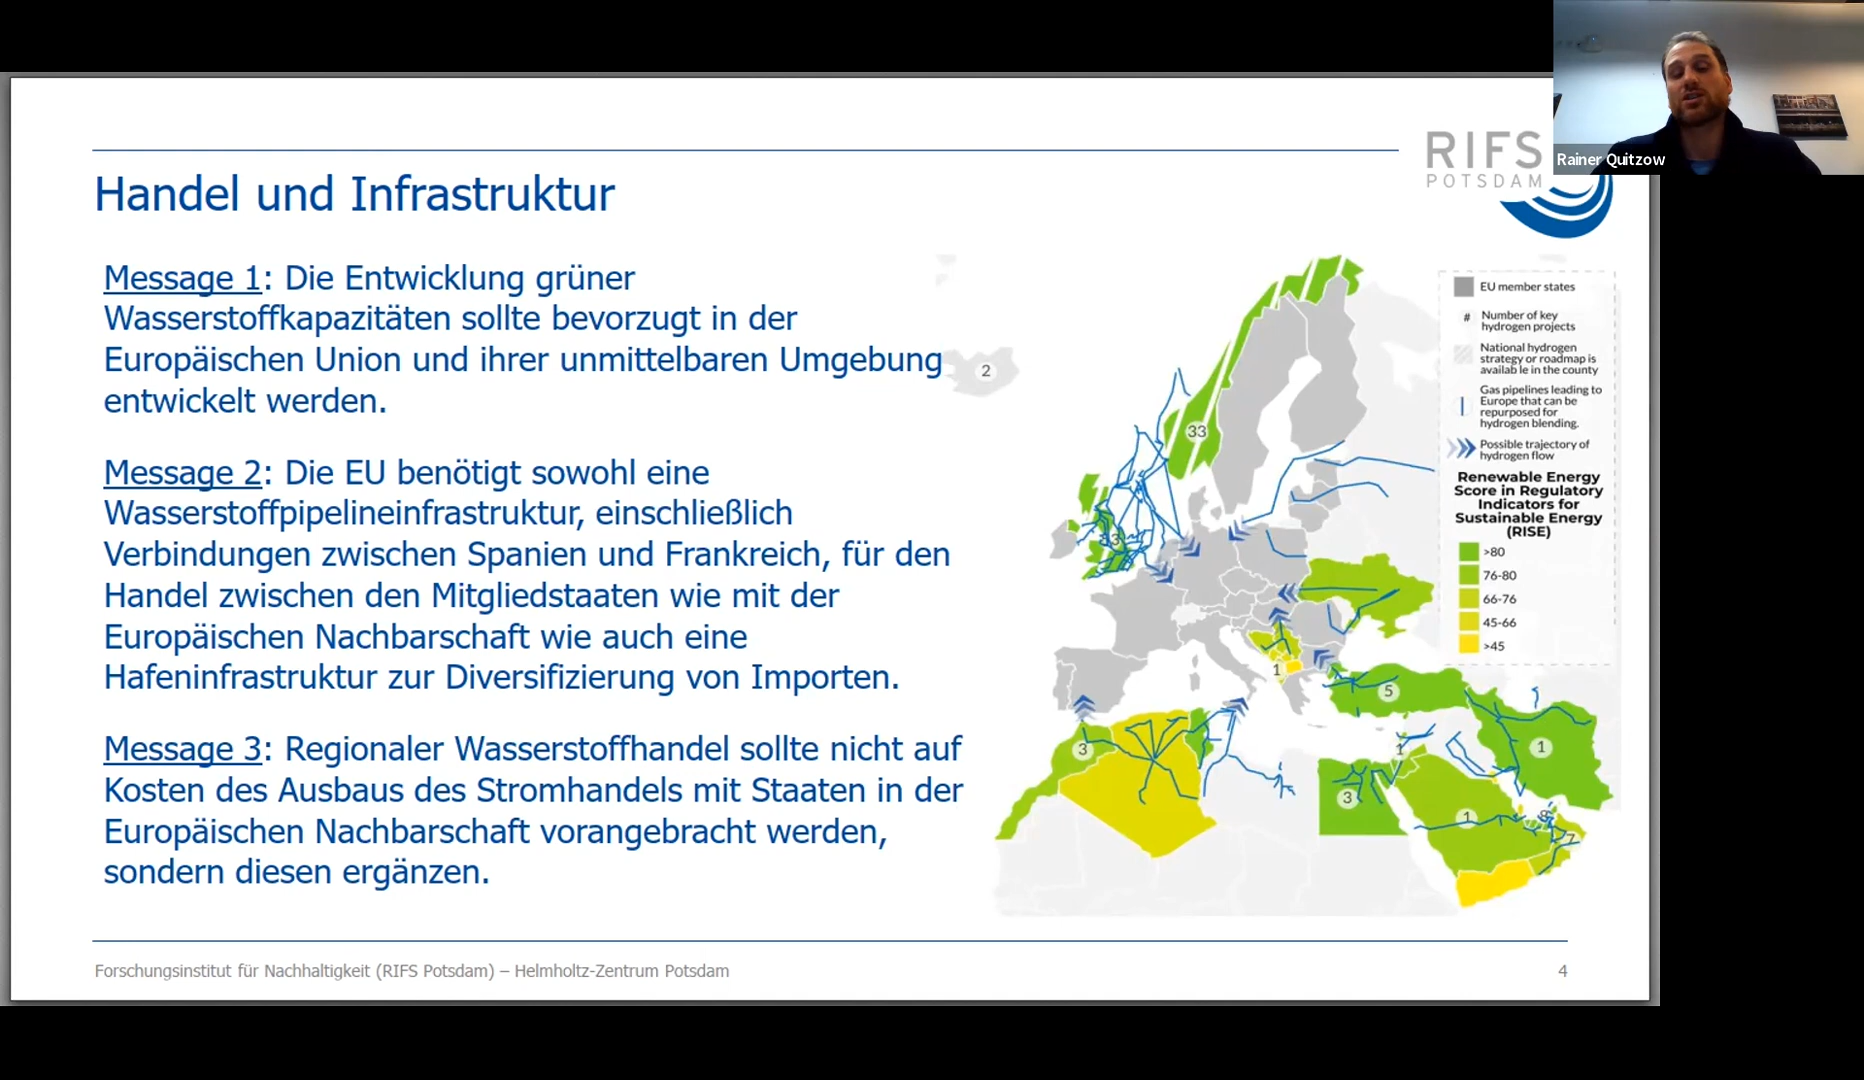 Rainer Quitzow
RIFS
POTSDAM
Handel und Infrastruktur
Message 1: Die Entwicklung grüner
Wasserstoffkapazitäten sollte bevorzugt in der
Europäischen Union und ihrer unmittelbaren Umgebung
entwickelt werden.
Message 2: Die EU benötigt sowohl eine
Wasserstoffpipelineinfrastruktur, einschließlich
Verbindungen zwischen Spanien und Frankreich, für den
Handel zwischen den Mitgliedstaaten wie mit der
Europäischen Nachbarschaft wie auch eine
Hafeninfrastruktur zur Diversifizierung von Importen.
Message 3: Regionaler Wasserstoffhandel sollte nicht auf
Kosten des Ausbaus des Stromhandels mit Staaten in der
Europäischen Nachbarschaft vorangebracht werden,
sondern diesen ergänzen.
2
33
1
5
3
1
1
3
1
7
EU member states
# Number of key
hydrogen projects
National hydrogen
strategy or roadmap is
availab le in the county
Gas pipelines leading to
Europe that can be
repurposed for
hydrogen blending.
Possible trajectory of
hydrogen flow
Renewable Energy
Score in Regulatory
Indicators for
Sustainable Energy
(RISE)
>80
76-80
66-76
45-66
>45
Forschungsinstitut für Nachhaltigkeit (RIFS Potsdam) – Helmholtz-Zentrum Potsdam
4